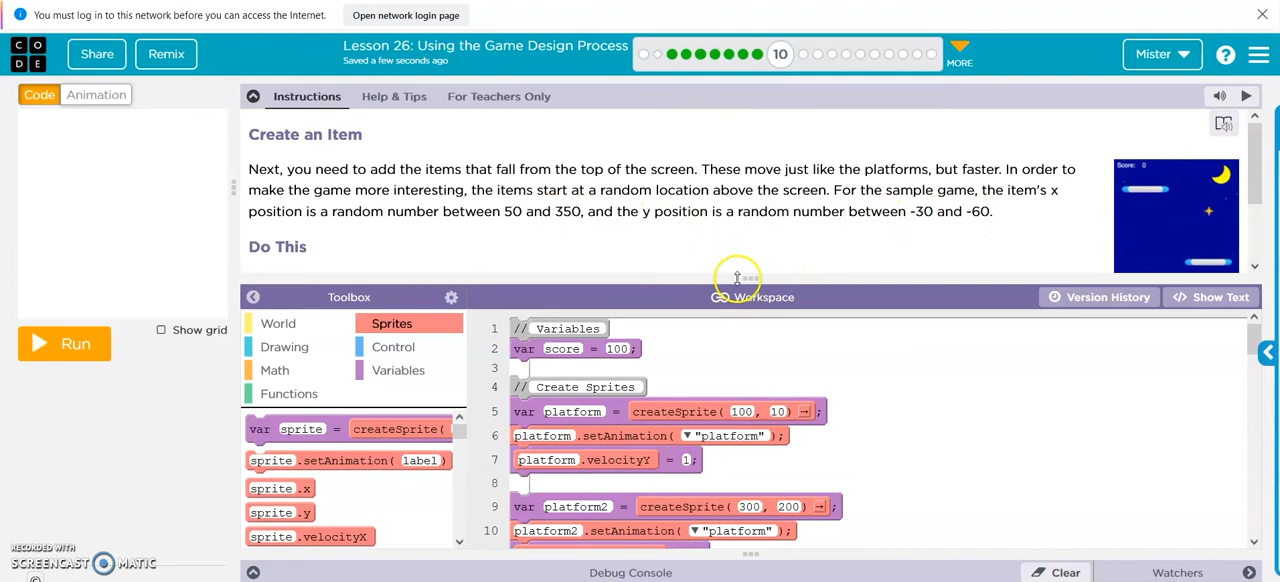 You must log in to this network before you can access the Internet. Open network login page
C O D E
Share Remix
Lesson 26: Using the Game Design Process
Saved a few seconds ago
10
MORE
Mister
?
Code Animation
Instructions Help & Tips For Teachers Only
Create an Item
Next, you need to add the items that fall from the top of the screen. These move just like the platforms, but faster. In order to
make the game more interesting, the items start at a random location above the screen. For the sample game, the item's x
position is a random number between 50 and 350, and the y position is a random number between -30 and -60.
Do This
Score: 0
Toolbox
Workspace
Version History
</> Show Text
Show grid
Run
World
Sprites
Drawing
Control
Math
Variables
Functions
var sprite = createSprite(
sprite.setAnimation( label)
sprite.x
sprite.y
sprite.velocityX
1 // Variables
2 var score = 100;
3
4 // Create Sprites
5 var platform = createSprite( 100, 10) → ;
6 platform.setAnimation( ▼ "platform");
7 platform.velocityY = 1;
8
9 var platform2 = createSprite( 300, 200) → ;
10 platform2.setAnimation( ▼ "platform");
Debug Console
Clear
Watchers
RECORDED WITH
SCREENCAST MATIC